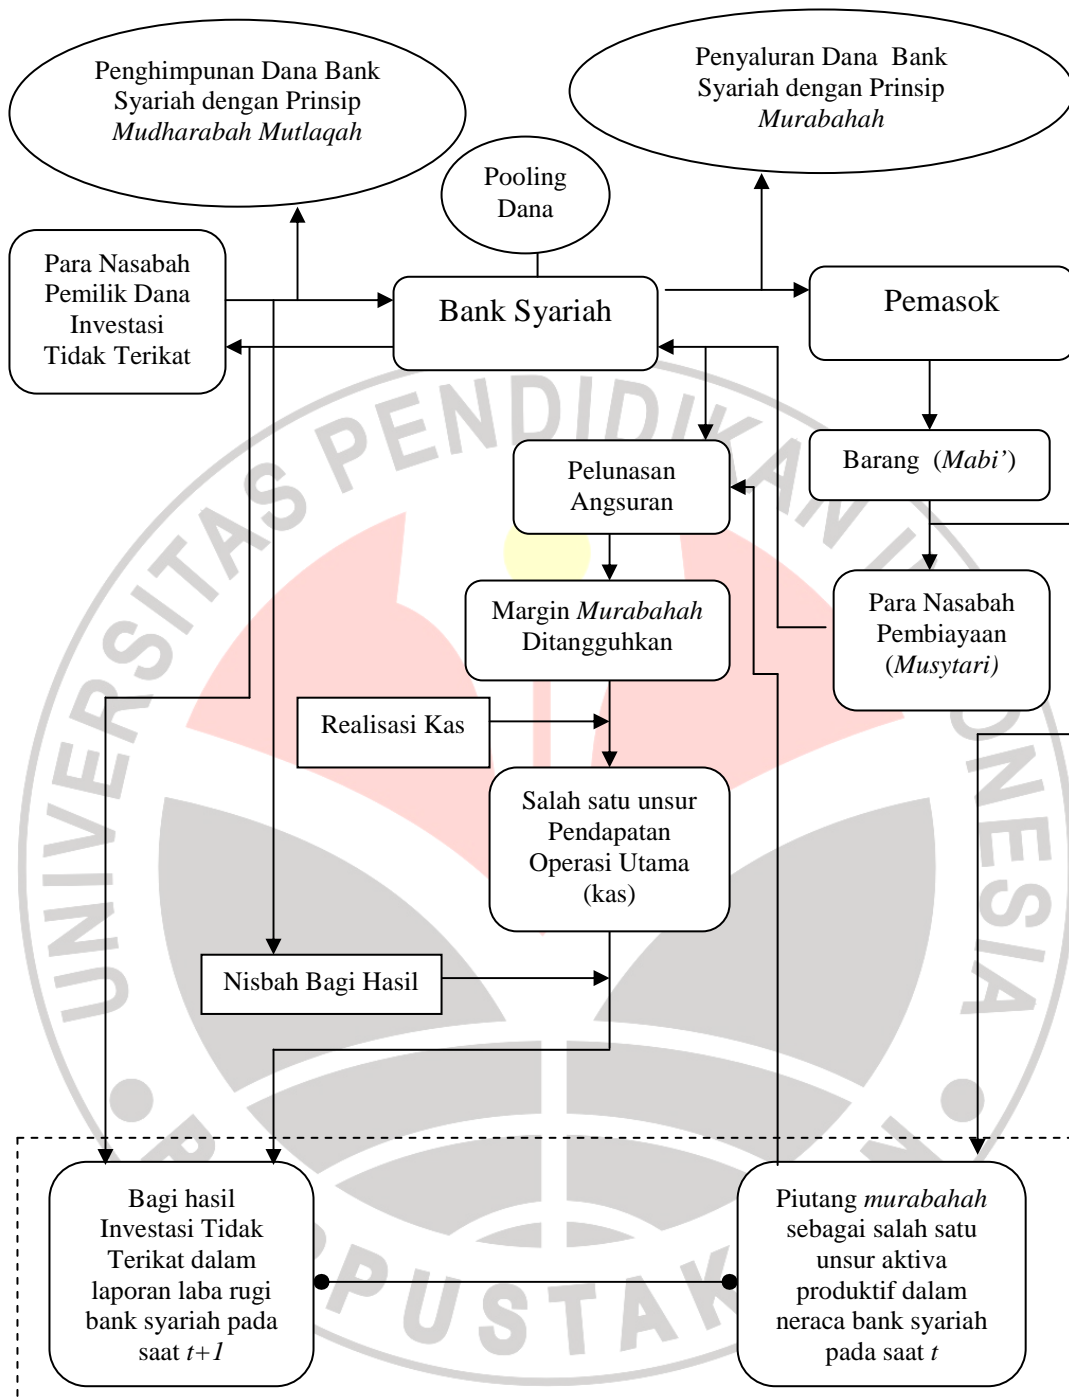 Penghimpunan Dana Bank
Syariah dengan Prinsip
Mudharabah Mutlaqah
Penyaluran Dana Bank
Syariah dengan Prinsip
Murabahah
Pooling
Dana
Para Nasabah
Pemilik Dana
Investasi
Tidak Terikat
Bank Syariah
Pemasok
Pelunasan
Angsuran
Barang (Mabi’)
Margin Murabahah
Ditangguhkan
Para Nasabah
Pembiayaan
(Musytari)
Realisasi Kas
Salah satu unsur
Pendapatan
Operasi Utama
(kas)
Nisbah Bagi Hasil
Bagi hasil
Investasi Tidak
Terikat dalam
laporan laba rugi
bank syariah pada
saat t+1
Piutang murabahah
sebagai salah satu
unsur aktiva
produktif dalam
neraca bank syariah
pada saat t
UNIVERSITAS PENDIDIKAN INDONESIA